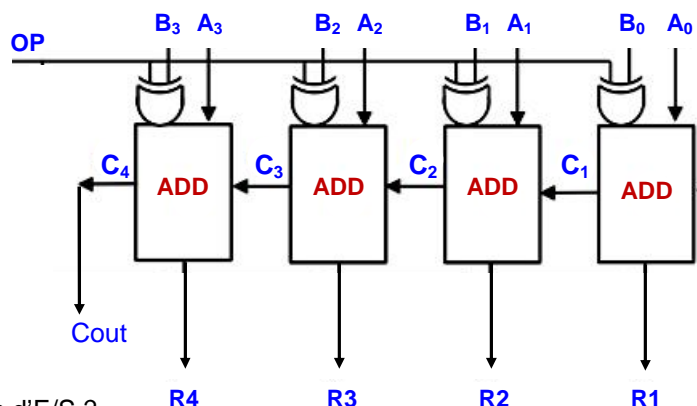 B₃ A₃ B₂ A₂ B₁ A₁ B₀ A₀
OP
C₄ ADD C₃ ADD C₂ ADD C₁ ADD
Cout
d'E/S ?
R4 R3 R2 R1